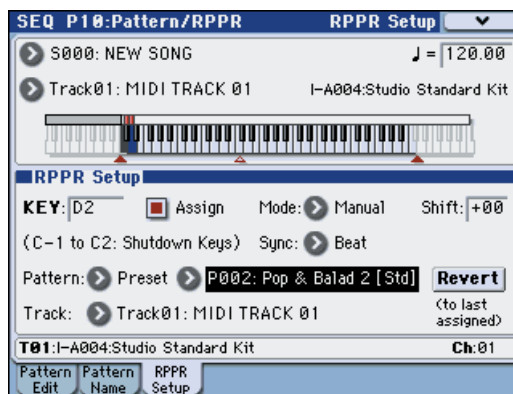 SEQ P10:Pattern/RPPR RPPR Setup
S000: NEW SONG ♩= 120.00
Track01: MIDI TRACK 01 I-A004:Studio Standard Kit
RPPR Setup
KEY: D2 Assign Mode: Manual Shift: +00
(C-1 to C2: Shutdown Keys) Sync: Beat
Pattern: Preset P002: Pop & Balad 2 [Std] Revert
Track: Track01: MIDI TRACK 01 (to last
assigned)
T01:I-A004:Studio Standard Kit Ch:01
Pattern Edit Pattern Name RPPR Setup